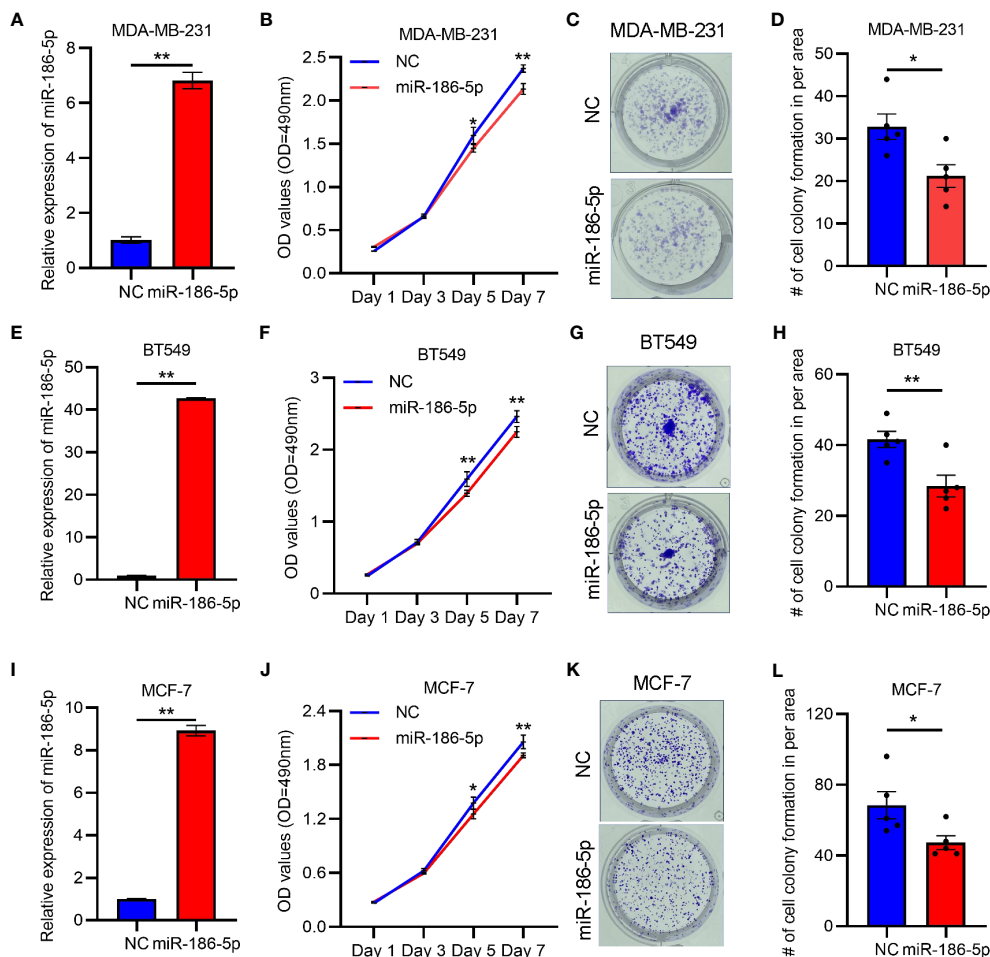 A
MDA-MB-231
Relative expression of miR-186-5p
8
6
4
2
0
**
NC miR-186-5p
B
MDA-MB-231
NC
miR-186-5p
OD values (OD=490nm)
2.5
2.0
1.5
1.0
0.5
0.0
*
**
Day 1 Day 3 Day 5 Day 7
C
MDA-MB-231
NC
miR-186-5p
D
MDA-MB-231
# of cell colony formation in per area
50
40
30
20
10
0
*
NC miR-186-5p
E
BT549
Relative expression of miR-186-5p
50
40
30
20
10
0
**
NC miR-186-5p
F
BT549
NC
miR-186-5p
OD values (OD=490nm)
3
2
1
0
**
**
Day 1 Day 3 Day 5 Day 7
G
BT549
NC
miR-186-5p
H
BT549
# of cell colony formation in per area
60
40
20
0
**
NC miR-186-5p
I
MCF-7
Relative expression of miR-186-5p
10
8
6
4
2
0
**
NC miR-186-5p
J
MCF-7
NC
miR-186-5p
OD values (OD=490nm)
2.4
1.8
1.2
0.6
0.0
*
**
Day 1 Day 3 Day 5 Day 7
K
MCF-7
NC
miR-186-5p
L
MCF-7
# of cell colony formation in per area
120
80
40
0
*
NC miR-186-5p